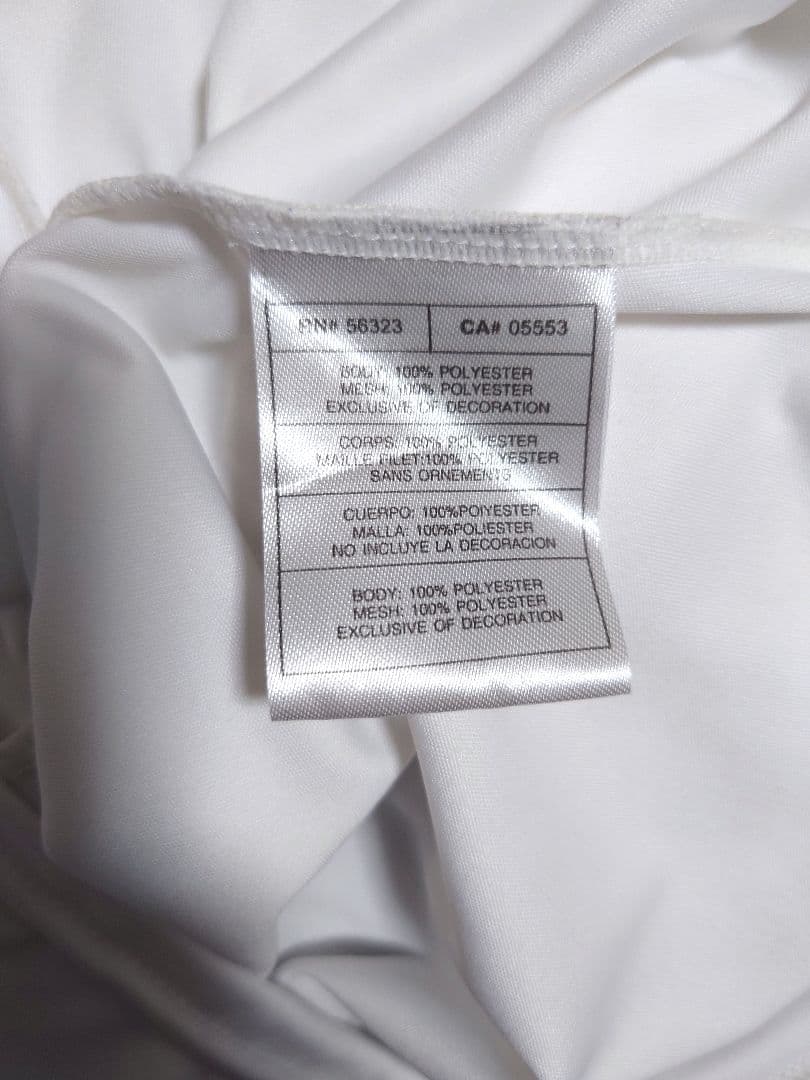 RN# 56323 CA# 05553
BODY: 100% POLYESTER
MESH: 100% POLYESTER
EXCLUSIVE OF DECORATION
CORPS: 100% POLYESTER
MAILLE FILET:100% POLYESTER
SANS ORNEMENTS
CUERPO: 100%POlYESTER
MALLA: 100%POLIESTER
NO INCLUYE LA DECORACION
BODY: 100% POLYESTER
MESH: 100% POLYESTER
EXCLUSIVE OF DECORATION